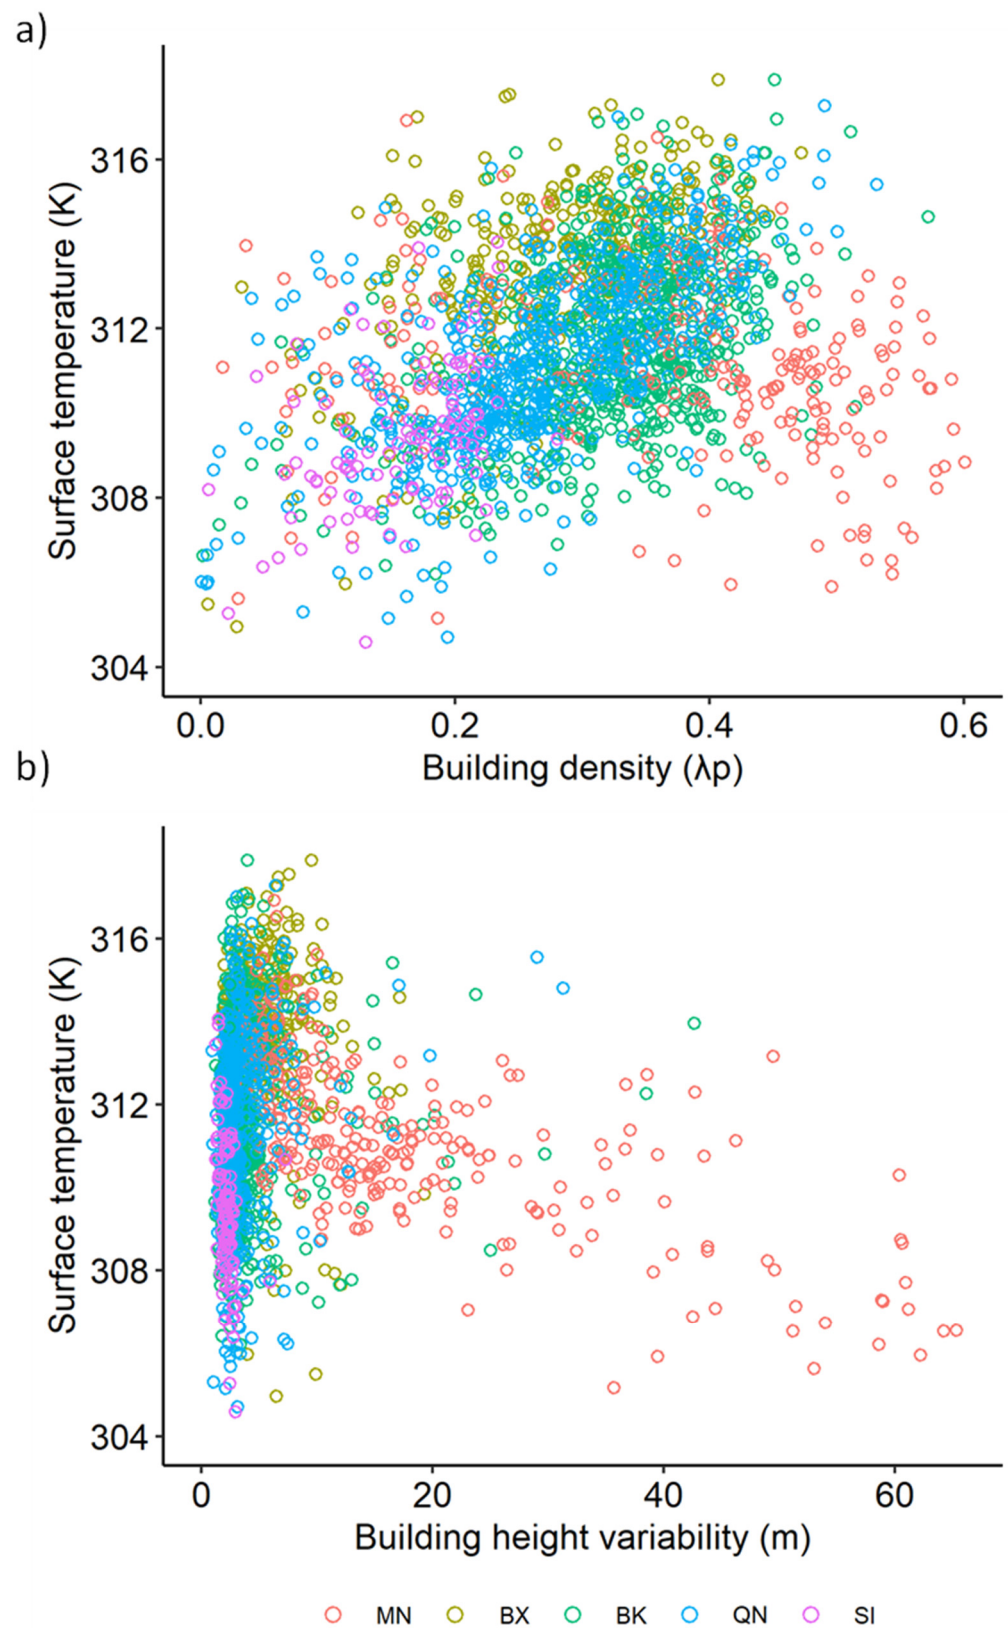 a)
Surface temperature (K)
316
312
308
304
0.0 0.2 0.4 0.6
Building density (λp)
b)
Surface temperature (K)
316
312
308
304
0 20 40 60
Building height variability (m)
MN BX BK QN SI